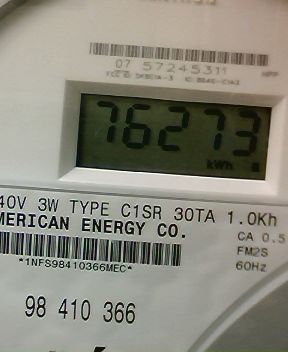 07 57245311
76273
kWh
40V 3W TYPE C1SR 30TA 1.0Kh
MERICAN ENERGY CO.
CA 0.5
FM2S
60Hz
*1NFS98410366MEC*
98 410 366